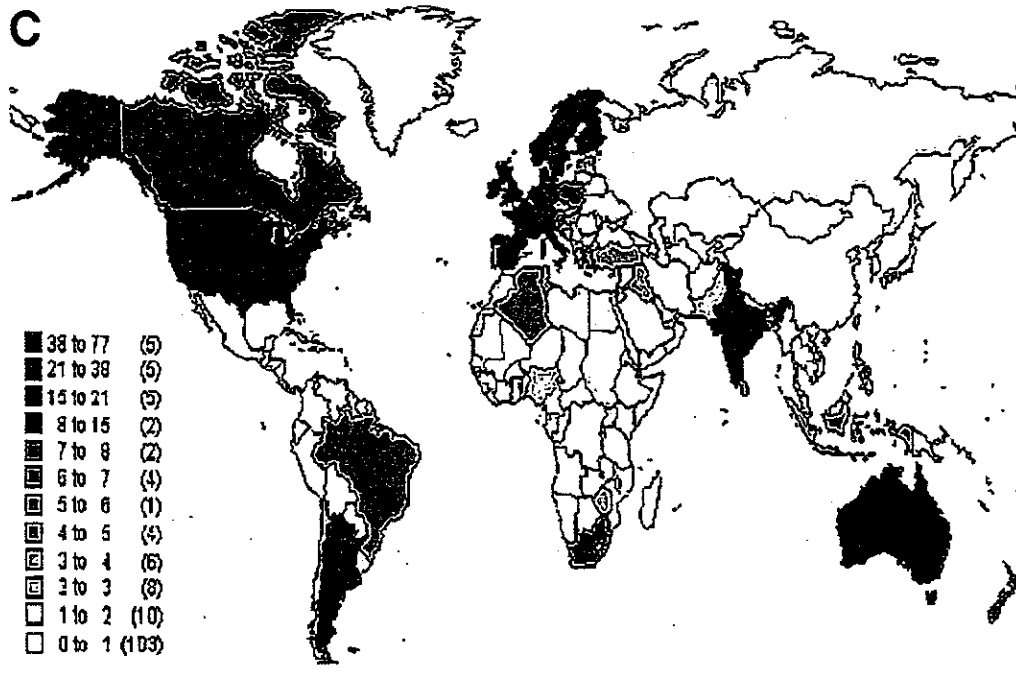 C
38 to 77 (5)
21 to 38 (5)
15 to 21 (5)
8 to 15 (2)
7 to 8 (2)
6 to 7 (4)
5 to 6 (1)
4 to 5 (4)
3 to 4 (6)
2 to 3 (8)
1 to 2 (10)
0 to 1 (103)